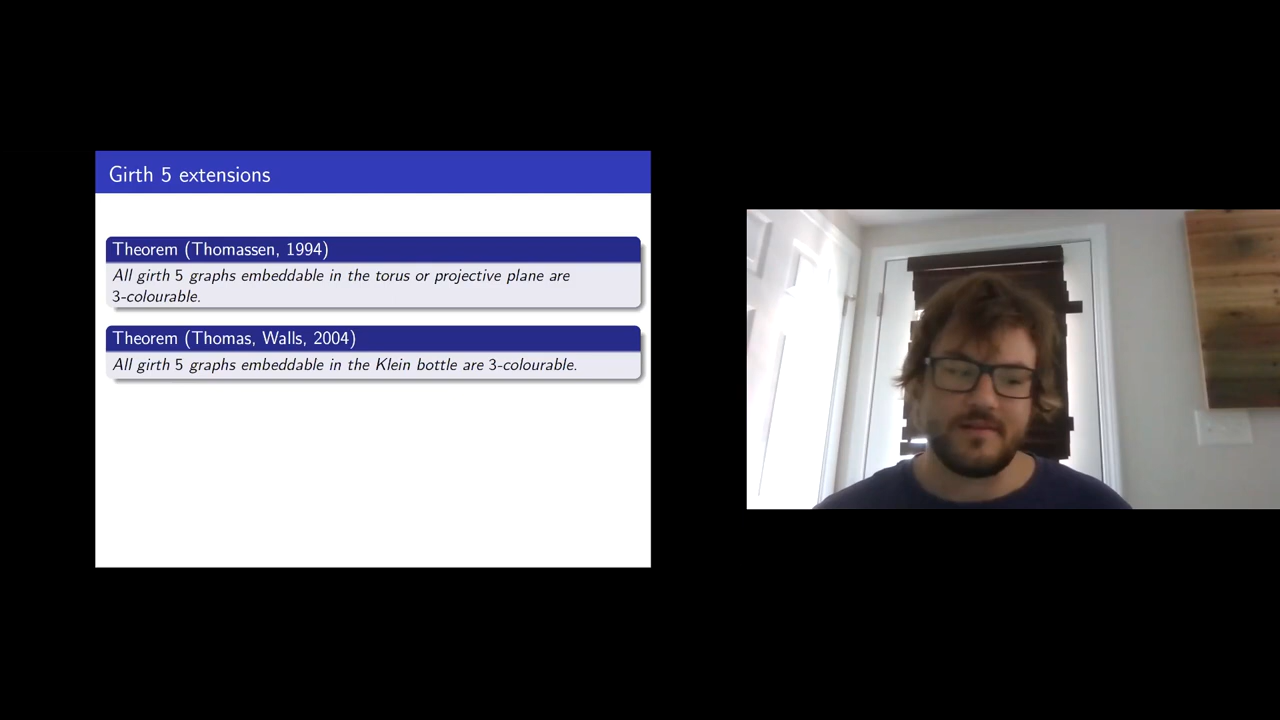 Girth 5 extensions
Theorem (Thomassen, 1994)
All girth 5 graphs embeddable in the torus or projective plane are
3-colourable.
Theorem (Thomas, Walls, 2004)
All girth 5 graphs embeddable in the Klein bottle are 3-colourable.